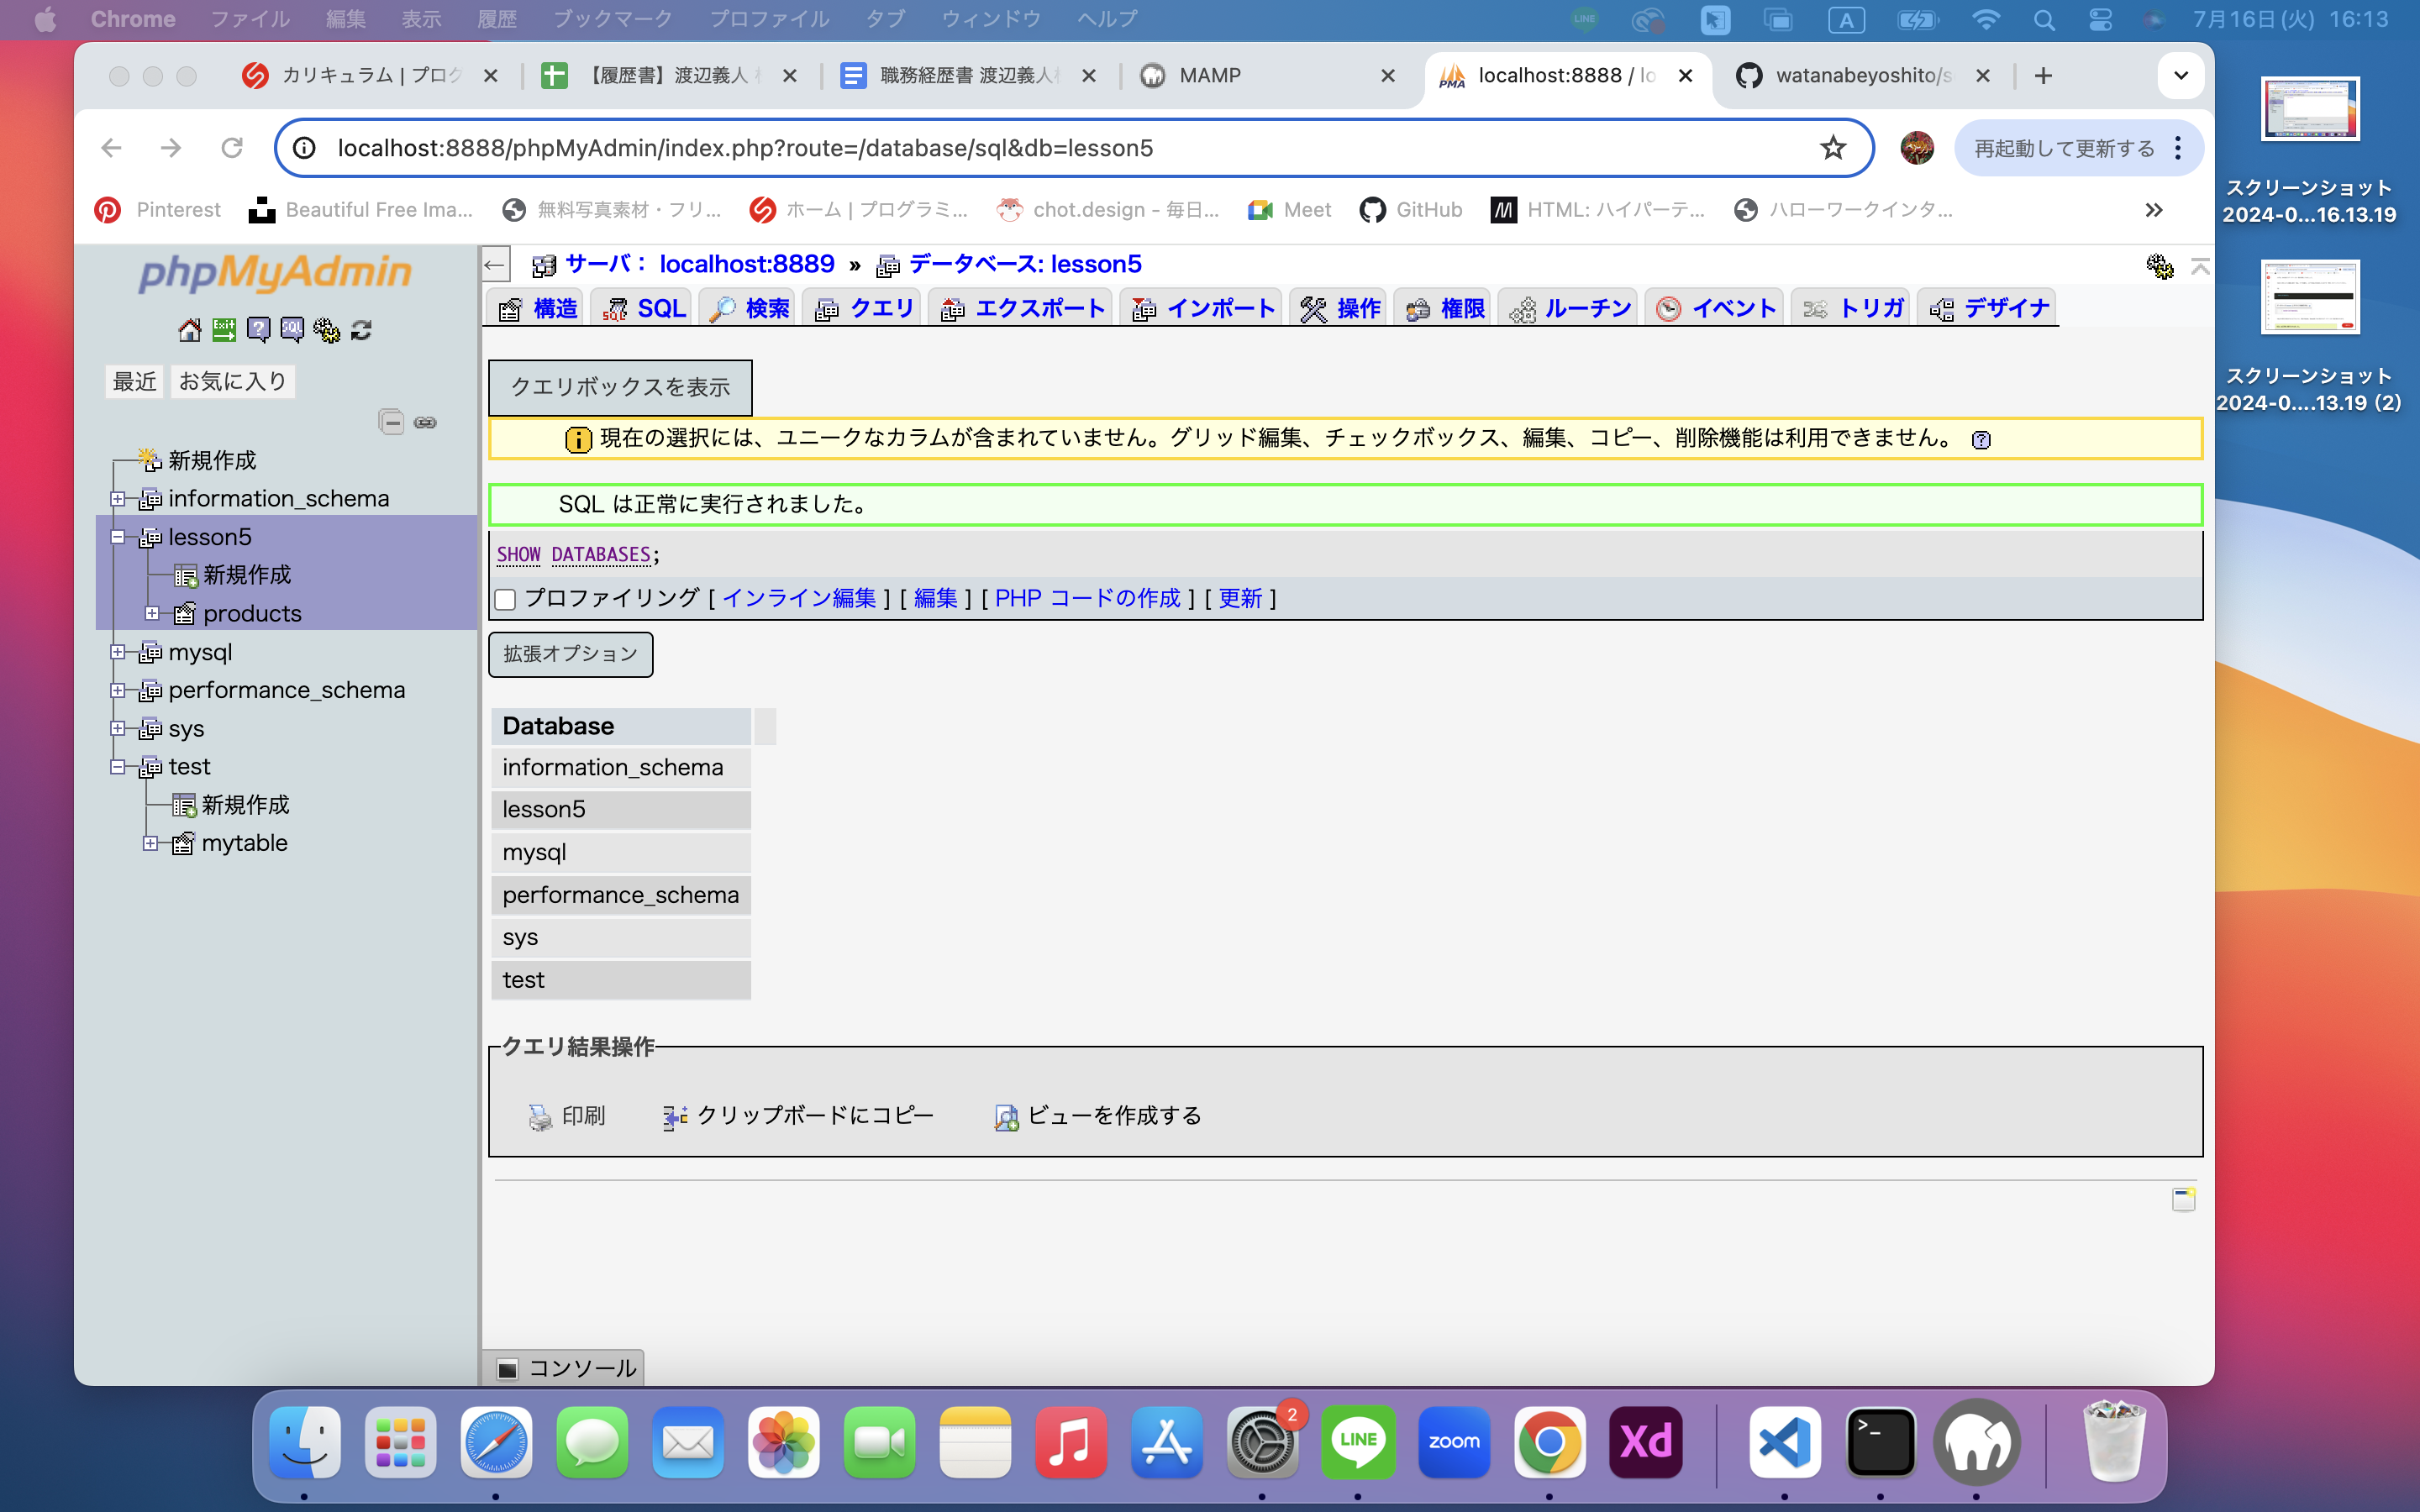 Chrome ファイル 編集 表示 履歴 ブックマーク プロファイル タブ ウィンドウ ヘルプ LINE A 7月16日(火) 16:13
カリキュラム | プログ 【履歴書】渡辺義人 職務経歴書 渡辺義人 MAMP PMA localhost:8888 / lo watanabeyoshito/s
localhost:8888/phpMyAdmin/index.php?route=/database/sql&db=lesson5 再起動して更新する
Pinterest Beautiful Free Ima... 無料写真素材・フリ... ホーム | プログラミ... chot.design - 毎日... Meet GitHub HTML: ハイパーテ... ハローワークインタ... »
スクリーンショット
2024-0...16.13.19
スクリーンショット
2024-0....13.19 (2)
phpMyAdmin
Exit ? SQL
最近 お気に入り
新規作成
information_schema
lesson5
新規作成
products
mysql
performance_schema
sys
test
新規作成
mytable
← サーバ: localhost:8889 » データベース: lesson5
構造 SQL 検索 クエリ エクスポート インポート 操作 権限 ルーチン イベント トリガ デザイナ
クエリボックスを表示
現在の選択には、ユニークなカラムが含まれていません。グリッド編集、チェックボックス、編集、コピー、削除機能は利用できません。
SQL は正常に実行されました。
SHOW DATABASES;
プロファイリング [ インライン編集 ] [ 編集 ] [ PHP コードの作成 ] [ 更新 ]
拡張オプション
Database
information_schema
lesson5
mysql
performance_schema
sys
test
クエリ結果操作
印刷 クリップボードにコピー ビューを作成する
コンソール
2 LINE zoom Xd >_